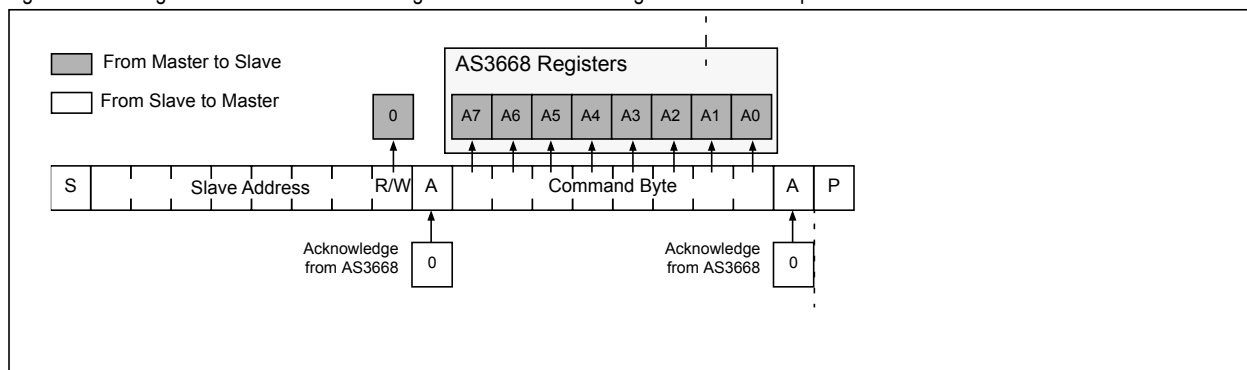 From Master to Slave
From Slave to Master
AS3668 Registers
0
A7 A6 A5 A4 A3 A2 A1 A0
S Slave Address R/W A Command Byte A P
Acknowledge
from AS3668
0
Acknowledge
from AS3668
0